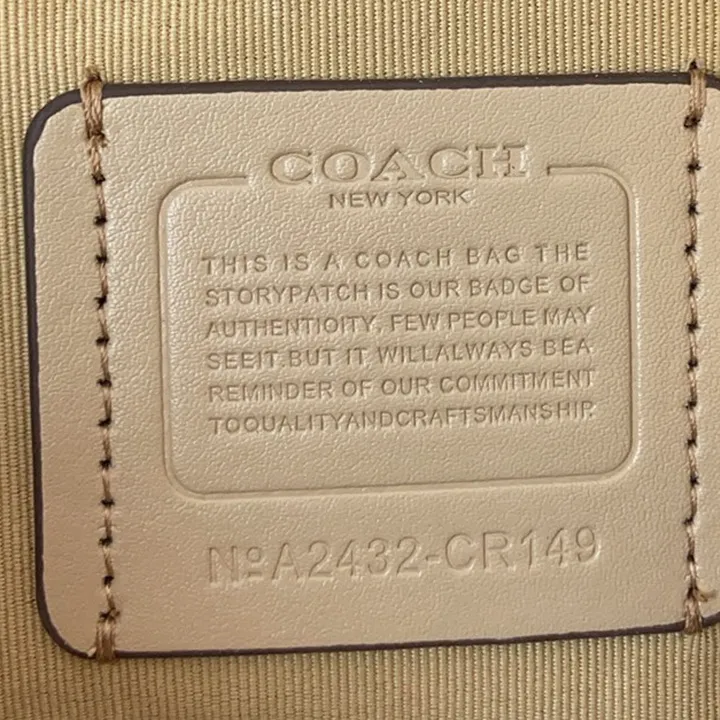 COACH
NEW YORK
THIS IS A COACH BAG THE
STORYPATCH IS OUR BADGE OF
AUTHENTIOITY, FEW PEOPLE MAY
SEEIT.BUT IT WILLALWAYS BEA
REMINDER OF OUR COMMITMENT
TOQUALITYANDCRAFTSMANSHIP.
NoA2432-CR149